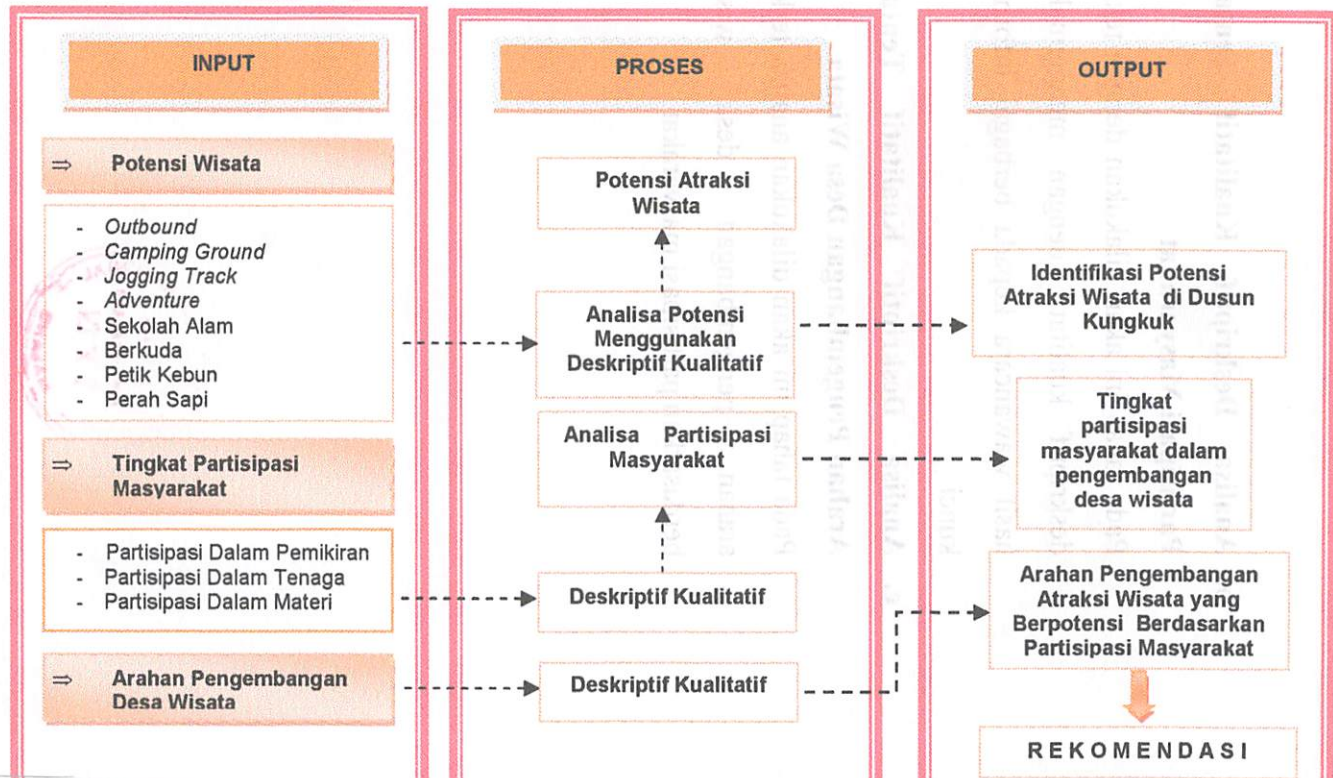 INPUT
⇒ Potensi Wisata
- Outbound
- Camping Ground
- Jogging Track
- Adventure
- Sekolah Alam
- Berkuda
- Petik Kebun
- Perah Sapi
⇒ Tingkat Partisipasi
Masyarakat
- Partisipasi Dalam Pemikiran
- Partisipasi Dalam Tenaga
- Partisipasi Dalam Materi
⇒ Arahan Pengembangan
Desa Wisata
PROSES
Potensi Atraksi
Wisata
Analisa Potensi
Menggunakan
Deskriptif Kualitatif
Analisa Partisipasi
Masyarakat
Deskriptif Kualitatif
Deskriptif Kualitatif
OUTPUT
Identifikasi Potensi
Atraksi Wisata di Dusun
Kungkuk
Tingkat
partisipasi
masyarakat dalam
pengembangan
desa wisata
Arahan Pengembangan
Atraksi Wisata yang
Berpotensi Berdasarkan
Partisipasi Masyarakat
REKOMENDASI